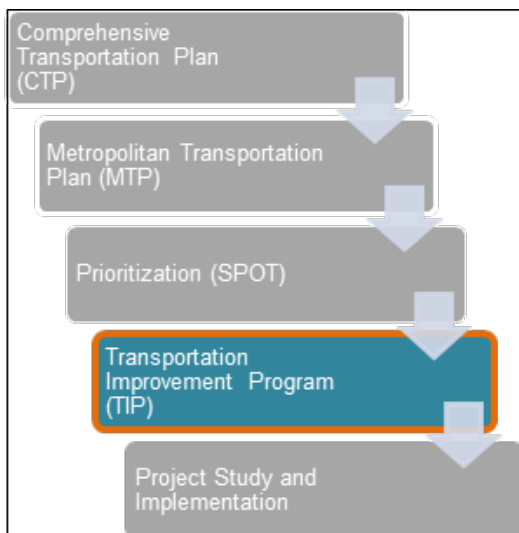 Comprehensive
Transportation Plan
(CTP)
Metropolitan Transportation
Plan (MTP)
Prioritization (SPOT)
Transportation
Improvement Program
(TIP)
Project Study and
Implementation